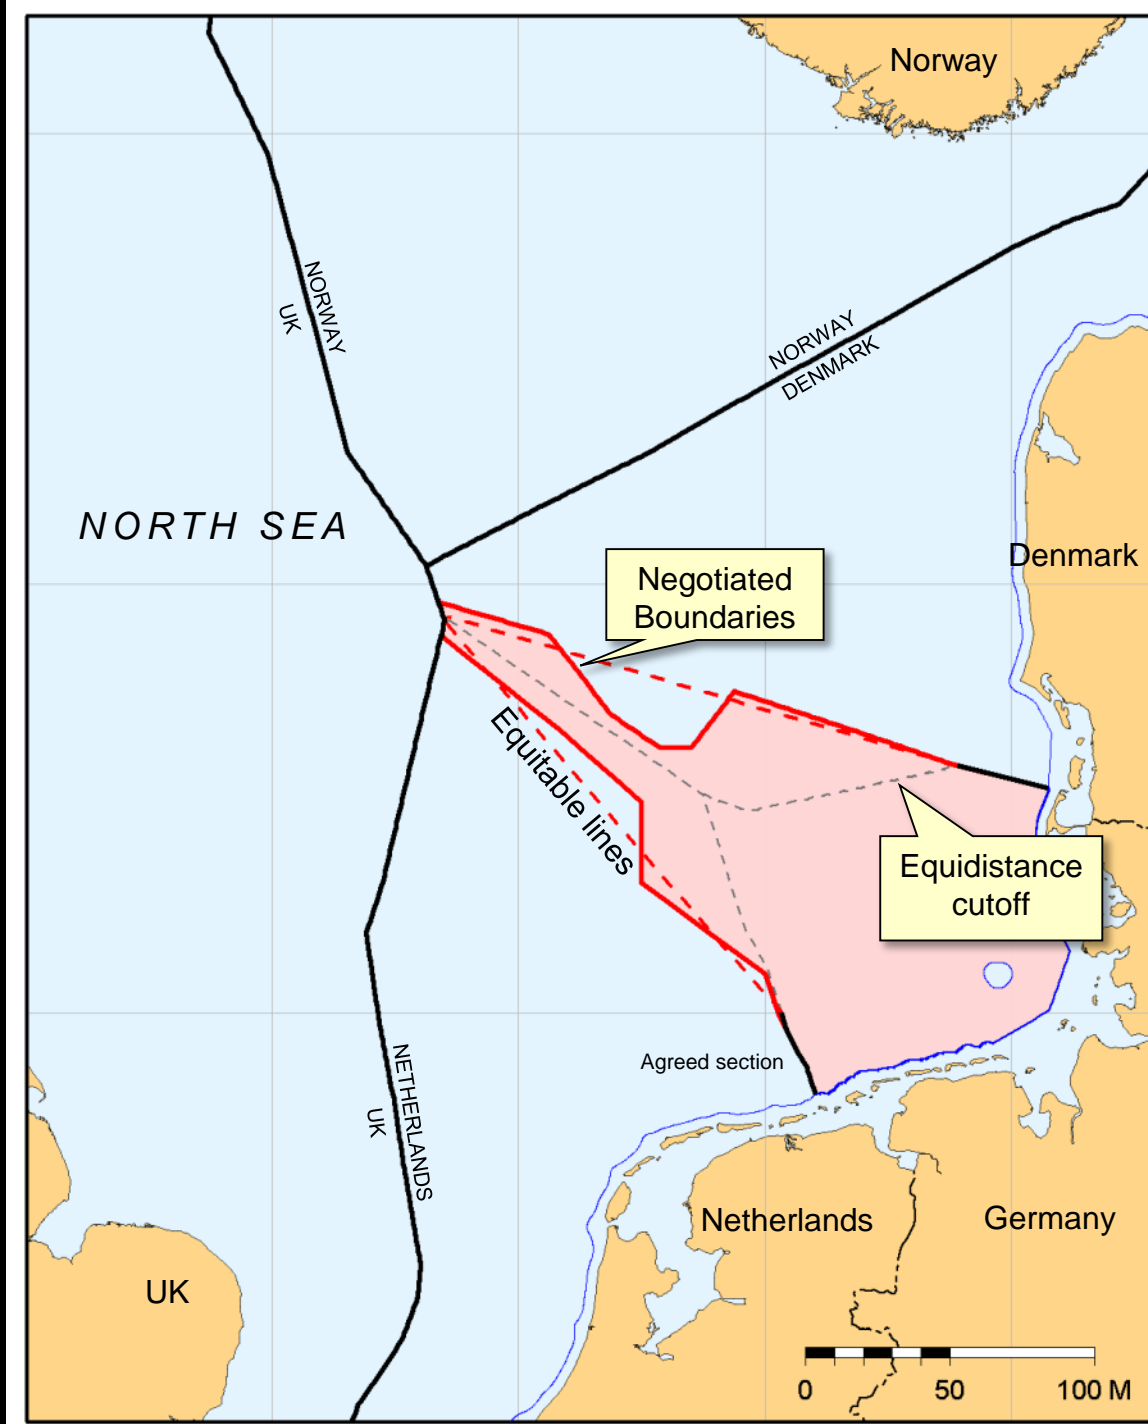 Norway
NORWAY
UK
NORWAY
DENMARK
NORTH SEA
Denmark
Negotiated
Boundaries
Equitable lines
Equidistance
cutoff
Agreed section
NETHERLANDS
UK
Netherlands
Germany
UK
0 50 100 M